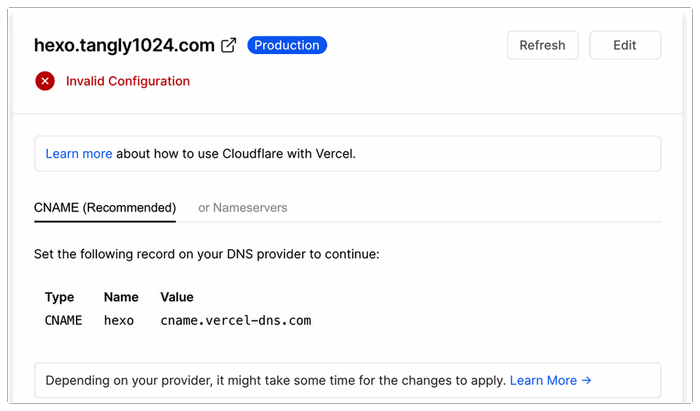 hexo.tangly1024.com Production Refresh Edit
Invalid Configuration
Learn more about how to use Cloudflare with Vercel.
CNAME (Recommended) or Nameservers
Set the following record on your DNS provider to continue:
Type Name Value
CNAME hexo cname.vercel-dns.com
Depending on your provider, it might take some time for the changes to apply. Learn More →